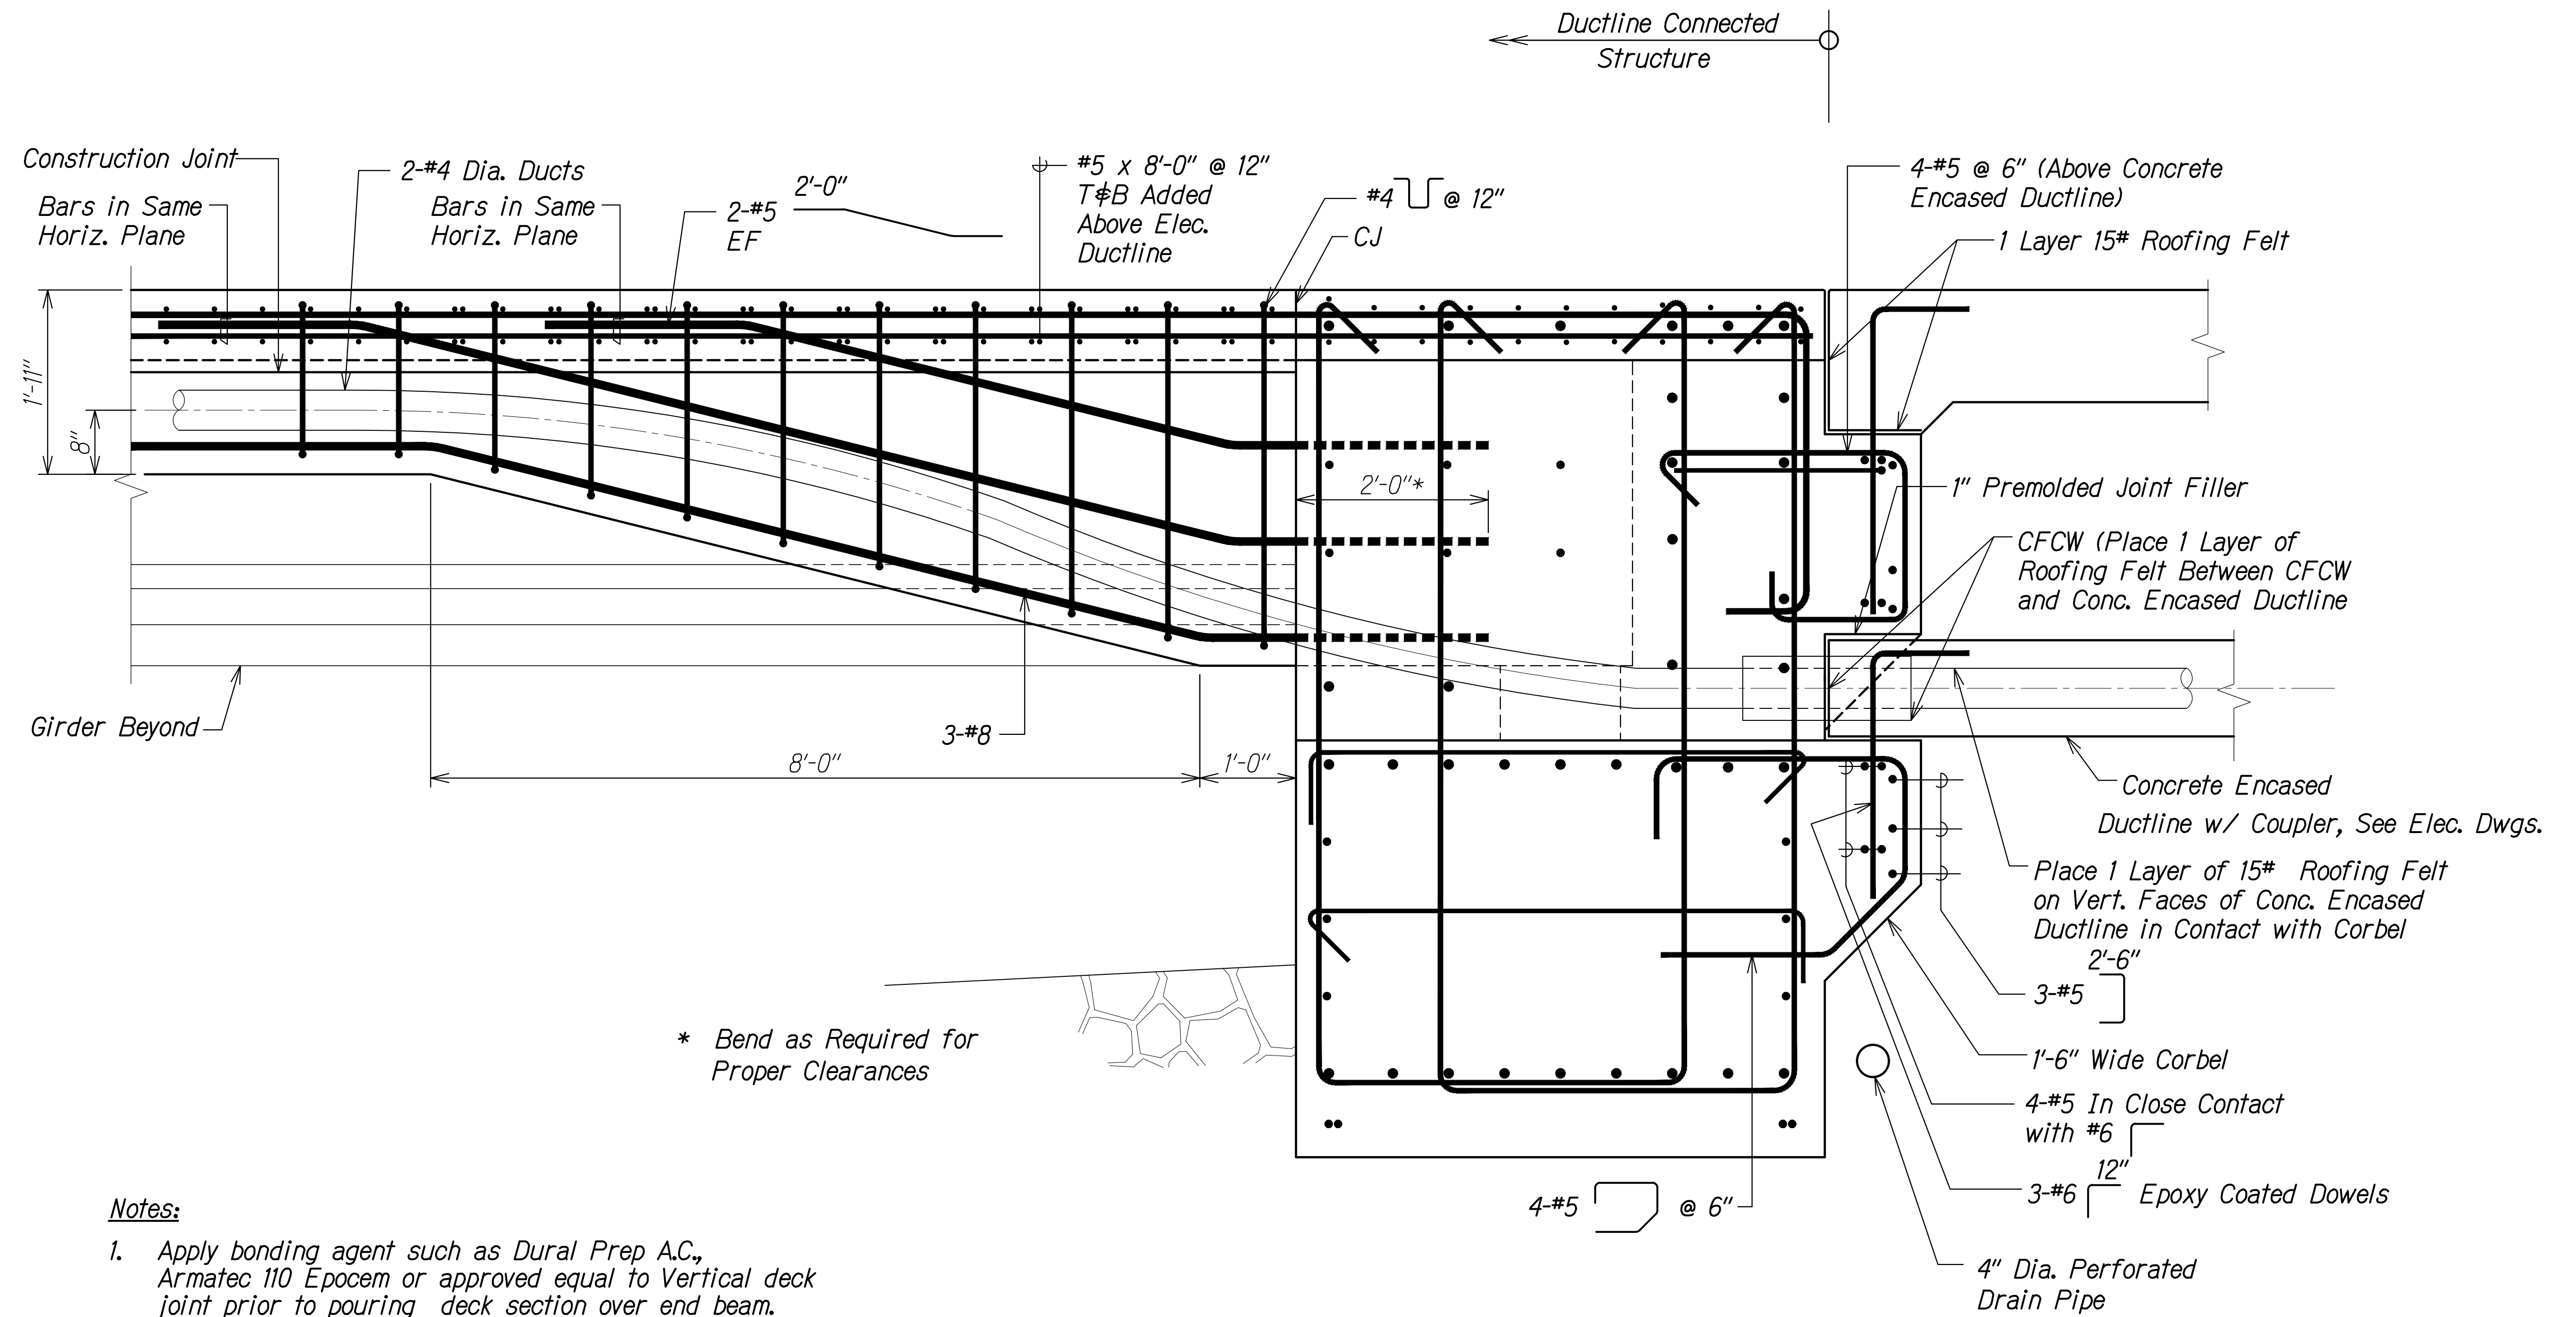 Ductline Connected
Structure
Construction Joint
Bars in Same
Horiz. Plane
2-#4 Dia. Ducts
Bars in Same
Horiz. Plane
2-#5
EF
2'-0"
#5 x 8'-0" @ 12"
T&B Added
Above Elec.
Ductline
#4 @ 12"
CJ
4-#5 @ 6" (Above Concrete
Encased Ductline)
1 Layer 15# Roofing Felt
1'-11"
8"
2'-0"*
1" Premolded Joint Filler
CFCW (Place 1 Layer of
Roofing Felt Between CFCW
and Conc. Encased Ductline
Girder Beyond
3-#8
8'-0"
1'-0"
Concrete Encased
Ductline w/ Coupler, See Elec. Dwgs.
Place 1 Layer of 15# Roofing Felt
on Vert. Faces of Conc. Encased
Ductline in Contact with Corbel
2'-6"
3-#5
* Bend as Required for
Proper Clearances
1'-6" Wide Corbel
4-#5 In Close Contact
with #6
12"
3-#6 Epoxy Coated Dowels
4-#5 @ 6"
4" Dia. Perforated
Drain Pipe
Notes:
1. Apply bonding agent such as Dural Prep A.C.,
Armatec 110 Epocem or approved equal to Vertical deck
joint prior to pouring deck section over end beam.